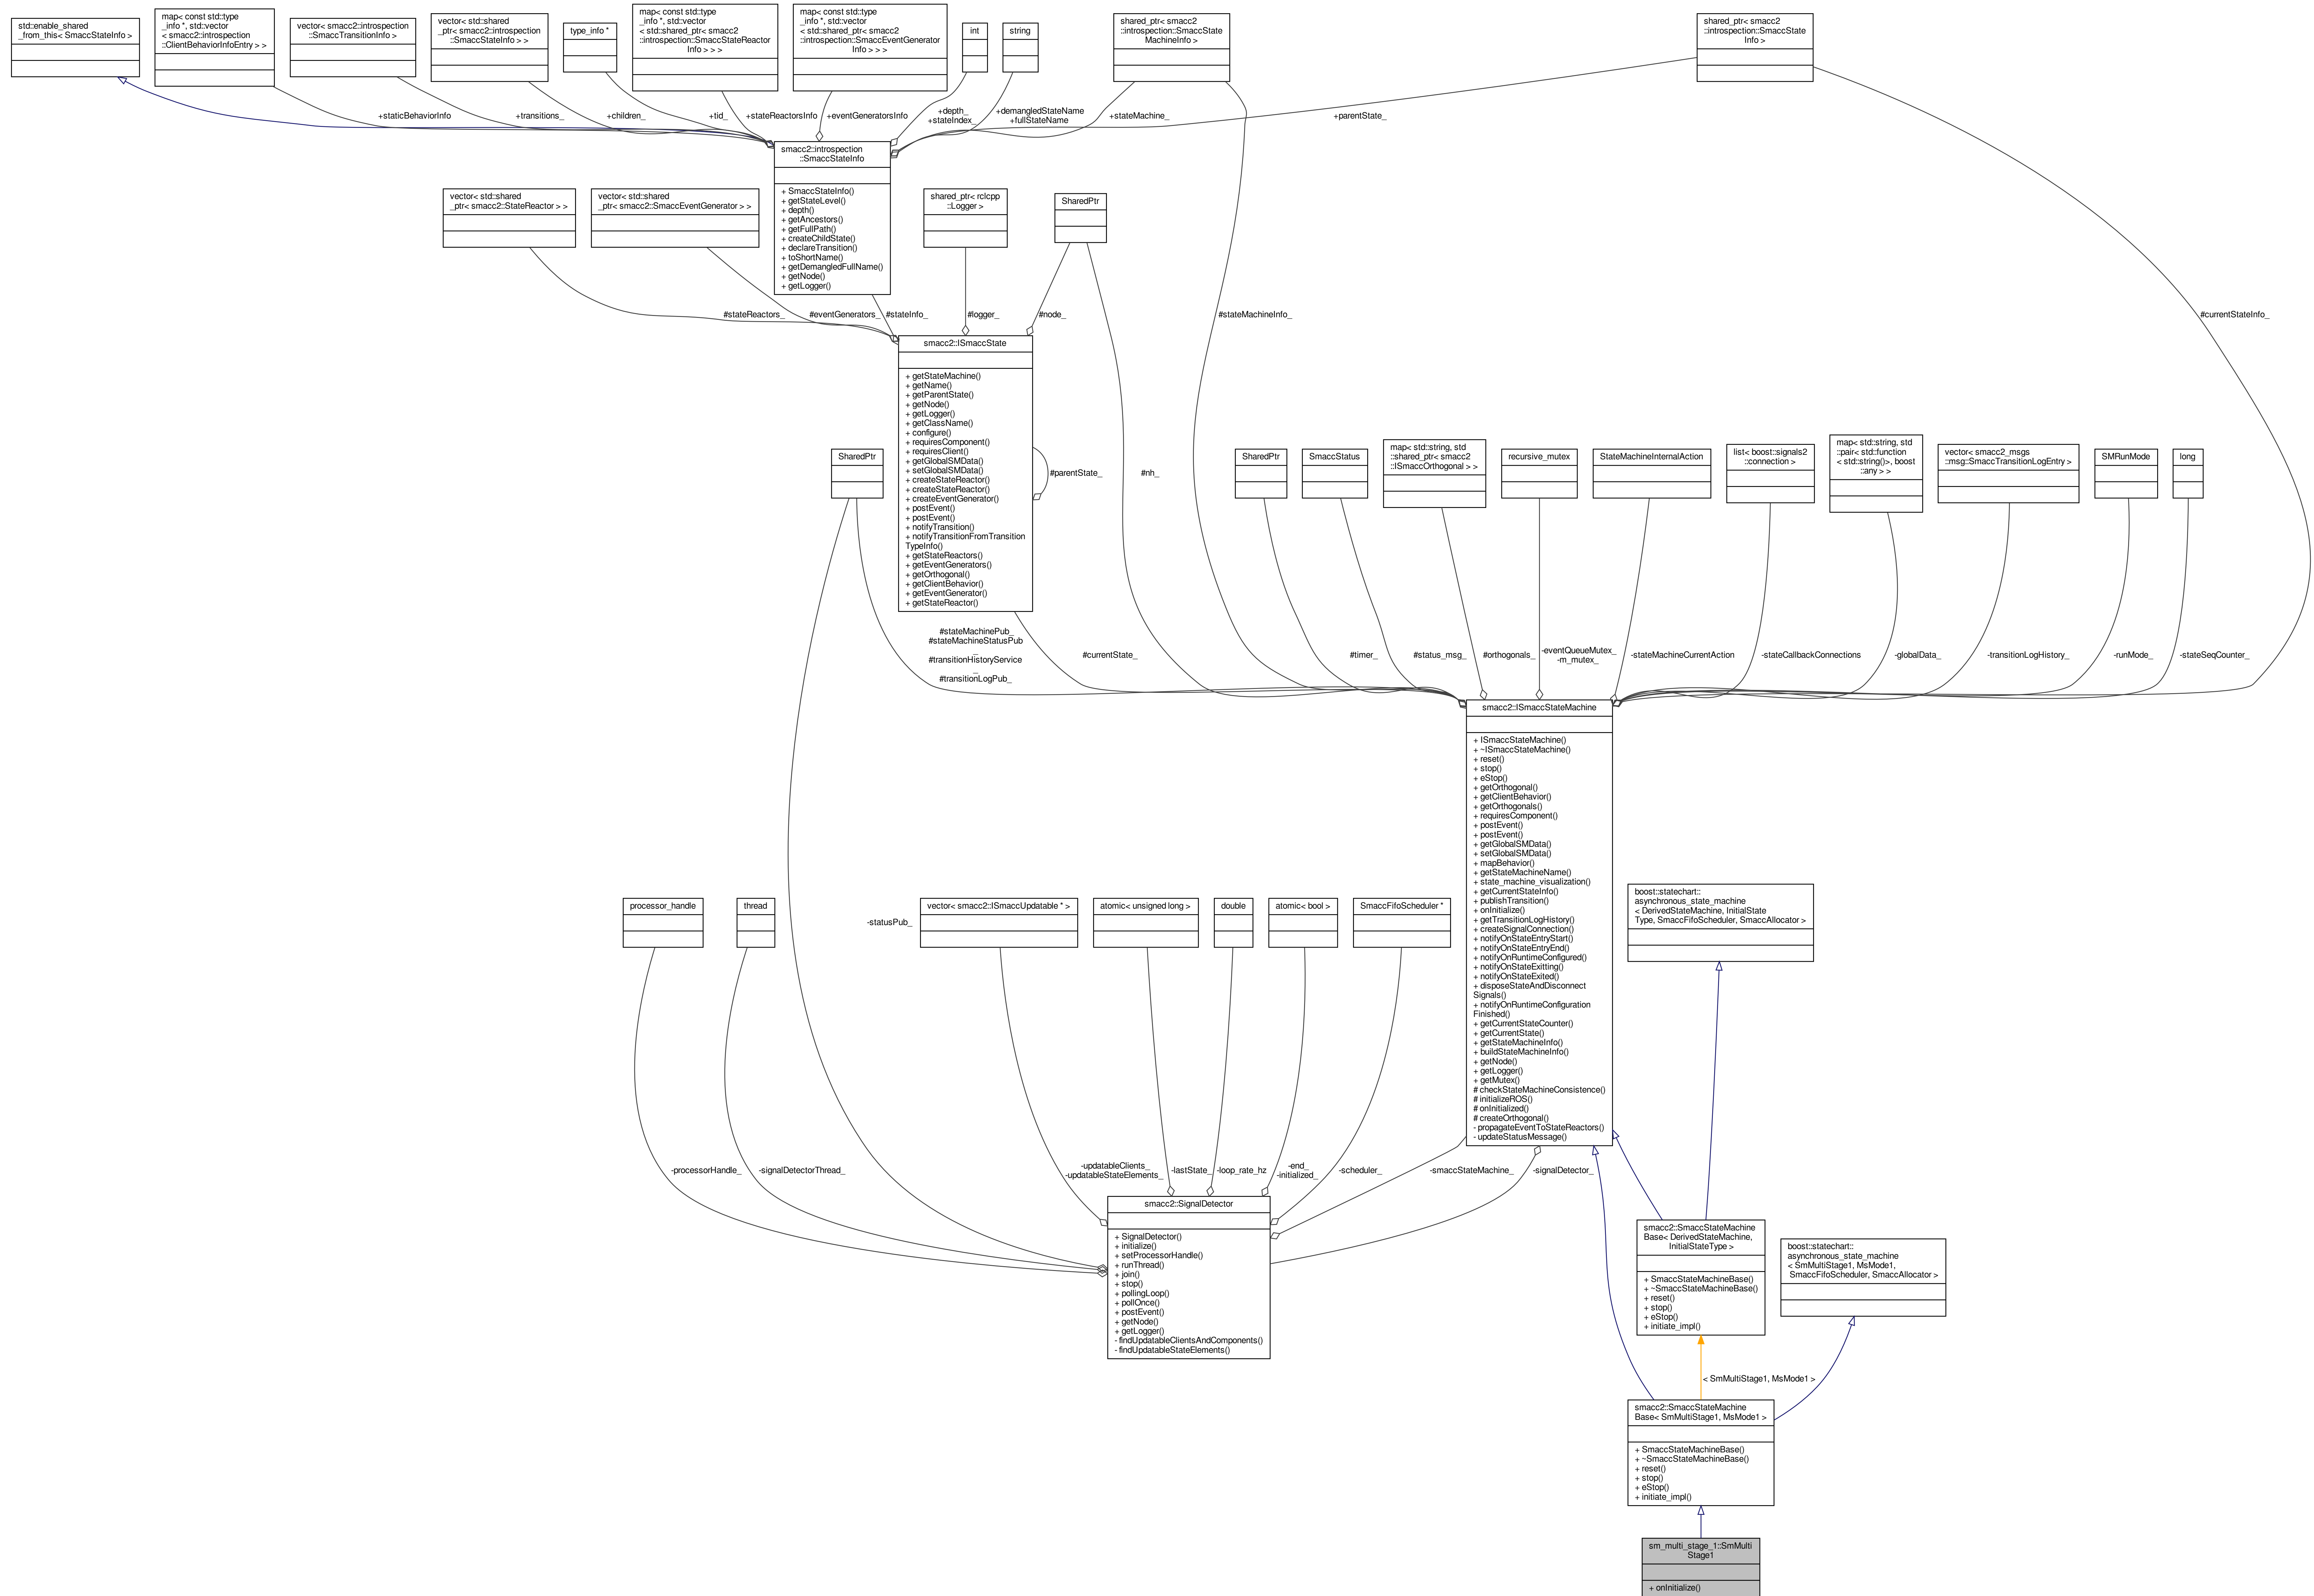 std::enable_shared
_from_this< SmaccStateInfo >
map< const std::type
_info *, std::vector
< smacc2::introspection
::ClientBehaviorInfoEntry > >
vector< smacc2::introspection
::SmaccTransitionInfo >
vector< std::shared
_ptr< smacc2::introspection
::SmaccStateInfo > >
type_info *
map< const std::type
_info *, std::vector
< std::shared_ptr< smacc2
::introspection::SmaccStateReactor
Info > > >
map< const std::type
_info *, std::vector
< std::shared_ptr< smacc2
::introspection::SmaccEventGenerator
Info > > >
int
string
shared_ptr< smacc2
::introspection::SmaccState
MachineInfo >
shared_ptr< smacc2
::introspection::SmaccState
Info >
+staticBehaviorInfo
+transitions_
+children_
+tid_
+stateReactorsInfo
+eventGeneratorsInfo
+depth_
+stateIndex_
+demangledStateName
+fullStateName
+stateMachine_
+parentState_
smacc2::introspection
::SmaccStateInfo
+ SmaccStateInfo()
+ getStateLevel()
+ depth()
+ getAncestors()
+ getFullPath()
+ createChildState()
+ declareTransition()
+ toShortName()
+ getDemangledFullName()
+ getNode()
+ getLogger()
vector< std::shared
_ptr< smacc2::StateReactor > >
vector< std::shared
_ptr< smacc2::SmaccEventGenerator > >
shared_ptr< rclcpp
::Logger >
SharedPtr
#stateReactors_
#eventGenerators_
#stateInfo_
#logger_
#node_
#stateMachineInfo_
#currentStateInfo_
smacc2::ISmaccState
+ getStateMachine()
+ getName()
+ getParentState()
+ getNode()
+ getLogger()
+ getClassName()
+ configure()
+ requiresComponent()
+ requiresClient()
+ getGlobalSMData()
+ setGlobalSMData()
+ createStateReactor()
+ createStateReactor()
+ createEventGenerator()
+ postEvent()
+ postEvent()
+ notifyTransition()
+ notifyTransitionFromTransition
TypeInfo()
+ getStateReactors()
+ getEventGenerators()
+ getOrthogonal()
+ getClientBehavior()
+ getEventGenerator()
+ getStateReactor()
#parentState_
#nh_
SharedPtr
SharedPtr
SmaccStatus
map< std::string, std
::shared_ptr< smacc2
::ISmaccOrthogonal > >
recursive_mutex
StateMachineInternalAction
list< boost::signals2
::connection >
map< std::string, std
::pair< std::function
< std::string()>, boost
::any > >
vector< smacc2_msgs
::msg::SmaccTransitionLogEntry >
SMRunMode
long
#stateMachinePub_
#stateMachineStatusPub
_
#transitionHistoryService
_
#transitionLogPub_
#currentState_
#timer_
#status_msg_
#orthogonals_
-eventQueueMutex_
-m_mutex_
-stateMachineCurrentAction
-stateCallbackConnections
-globalData_
-transitionLogHistory_
-runMode_
-stateSeqCounter_
smacc2::ISmaccStateMachine
+ ISmaccStateMachine()
+ ~ISmaccStateMachine()
+ reset()
+ stop()
+ eStop()
+ getOrthogonal()
+ getClientBehavior()
+ getOrthogonals()
+ requiresComponent()
+ postEvent()
+ postEvent()
+ getGlobalSMData()
+ setGlobalSMData()
+ mapBehavior()
+ getStateMachineName()
+ state_machine_visualization()
+ getCurrentStateInfo()
+ publishTransition()
+ onInitialize()
+ getTransitionLogHistory()
+ createSignalConnection()
+ notifyOnStateEntryStart()
+ notifyOnStateEntryEnd()
+ notifyOnRuntimeConfigured()
+ notifyOnStateExitting()
+ notifyOnStateExited()
+ disposeStateAndDisconnect
Signals()
+ notifyOnRuntimeConfiguration
Finished()
+ getCurrentStateCounter()
+ getCurrentState()
+ getStateMachineInfo()
+ buildStateMachineInfo()
+ getNode()
+ getLogger()
+ getMutex()
# checkStateMachineConsistence()
# initializeROS()
# onInitialized()
# createOrthogonal()
- propagateEventToStateReactors()
- updateStatusMessage()
processor_handle
thread
-statusPub_
vector< smacc2::ISmaccUpdatable * >
atomic< unsigned long >
double
atomic< bool >
SmaccFifoScheduler *
boost::statechart::
asynchronous_state_machine
< DerivedStateMachine, InitialState
Type, SmaccFifoScheduler, SmaccAllocator >
-processorHandle_
-signalDetectorThread_
-updatableClients_
-updatableStateElements_
-lastState_
-loop_rate_hz
-end_
-initialized_
-scheduler_
-smaccStateMachine_
-signalDetector_
smacc2::SignalDetector
+ SignalDetector()
+ initialize()
+ setProcessorHandle()
+ runThread()
+ join()
+ stop()
+ pollingLoop()
+ pollOnce()
+ postEvent()
+ getNode()
+ getLogger()
- findUpdatableClientsAndComponents()
- findUpdatableStateElements()
smacc2::SmaccStateMachine
Base< DerivedStateMachine,
InitialStateType >
+ SmaccStateMachineBase()
+ ~SmaccStateMachineBase()
+ reset()
+ stop()
+ eStop()
+ initiate_impl()
boost::statechart::
asynchronous_state_machine
< SmMultiStage1, MsMode1,
SmaccFifoScheduler, SmaccAllocator >
< SmMultiStage1, MsMode1 >
smacc2::SmaccStateMachine
Base< SmMultiStage1, MsMode1 >
+ SmaccStateMachineBase()
+ ~SmaccStateMachineBase()
+ reset()
+ stop()
+ eStop()
+ initiate_impl()
sm_multi_stage_1::SmMulti
Stage1
+ onInitialize()